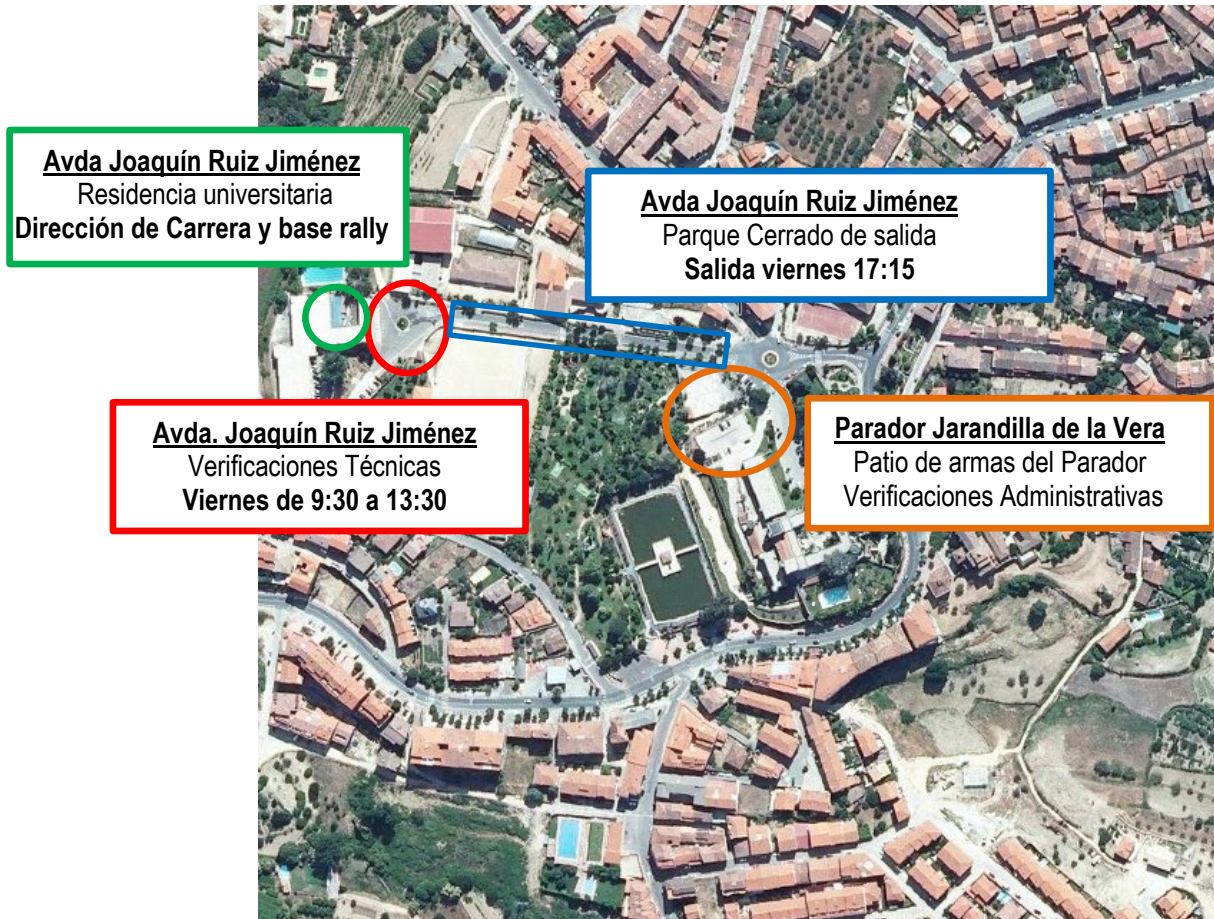 Avda Joaquín Ruiz Jiménez
Residencia universitaria
Dirección de Carrera y base rally
Avda Joaquín Ruiz Jiménez
Parque Cerrado de salida
Salida viernes 17:15
Avda. Joaquín Ruiz Jiménez
Verificaciones Técnicas
Viernes de 9:30 a 13:30
Parador Jarandilla de la Vera
Patio de armas del Parador
Verificaciones Administrativas